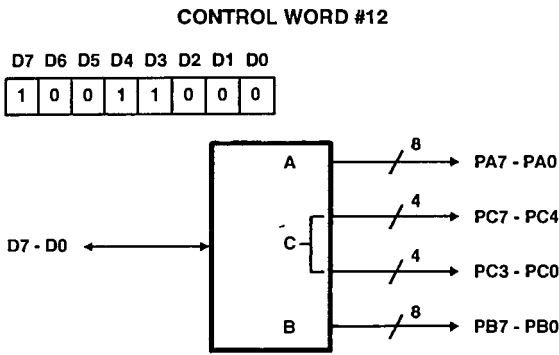 CONTROL WORD #12
D7 D6 D5 D4 D3 D2 D1 D0
1 0 0 1 1 0 0 0
A 8 PA7 - PA0
4 PC7 - PC4
D7 - D0 C
4 PC3 - PC0
B 8 PB7 - PB0